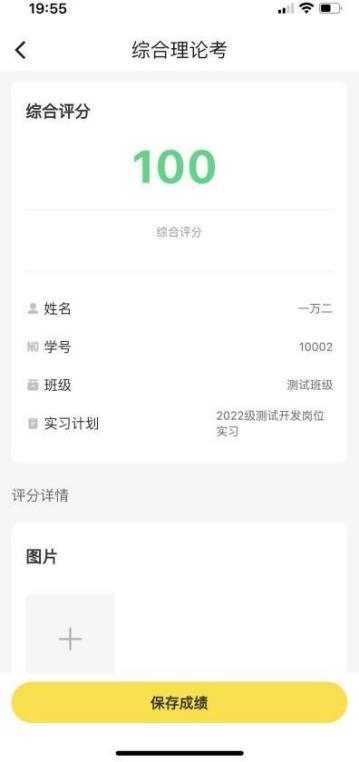 19:55
综合理论考
综合评分
100
综合评分
姓名
一万二
NO 学号
10002
班级
测试班级
实习计划
2022级测试开发岗位
实习
评分详情
图片
保存成绩